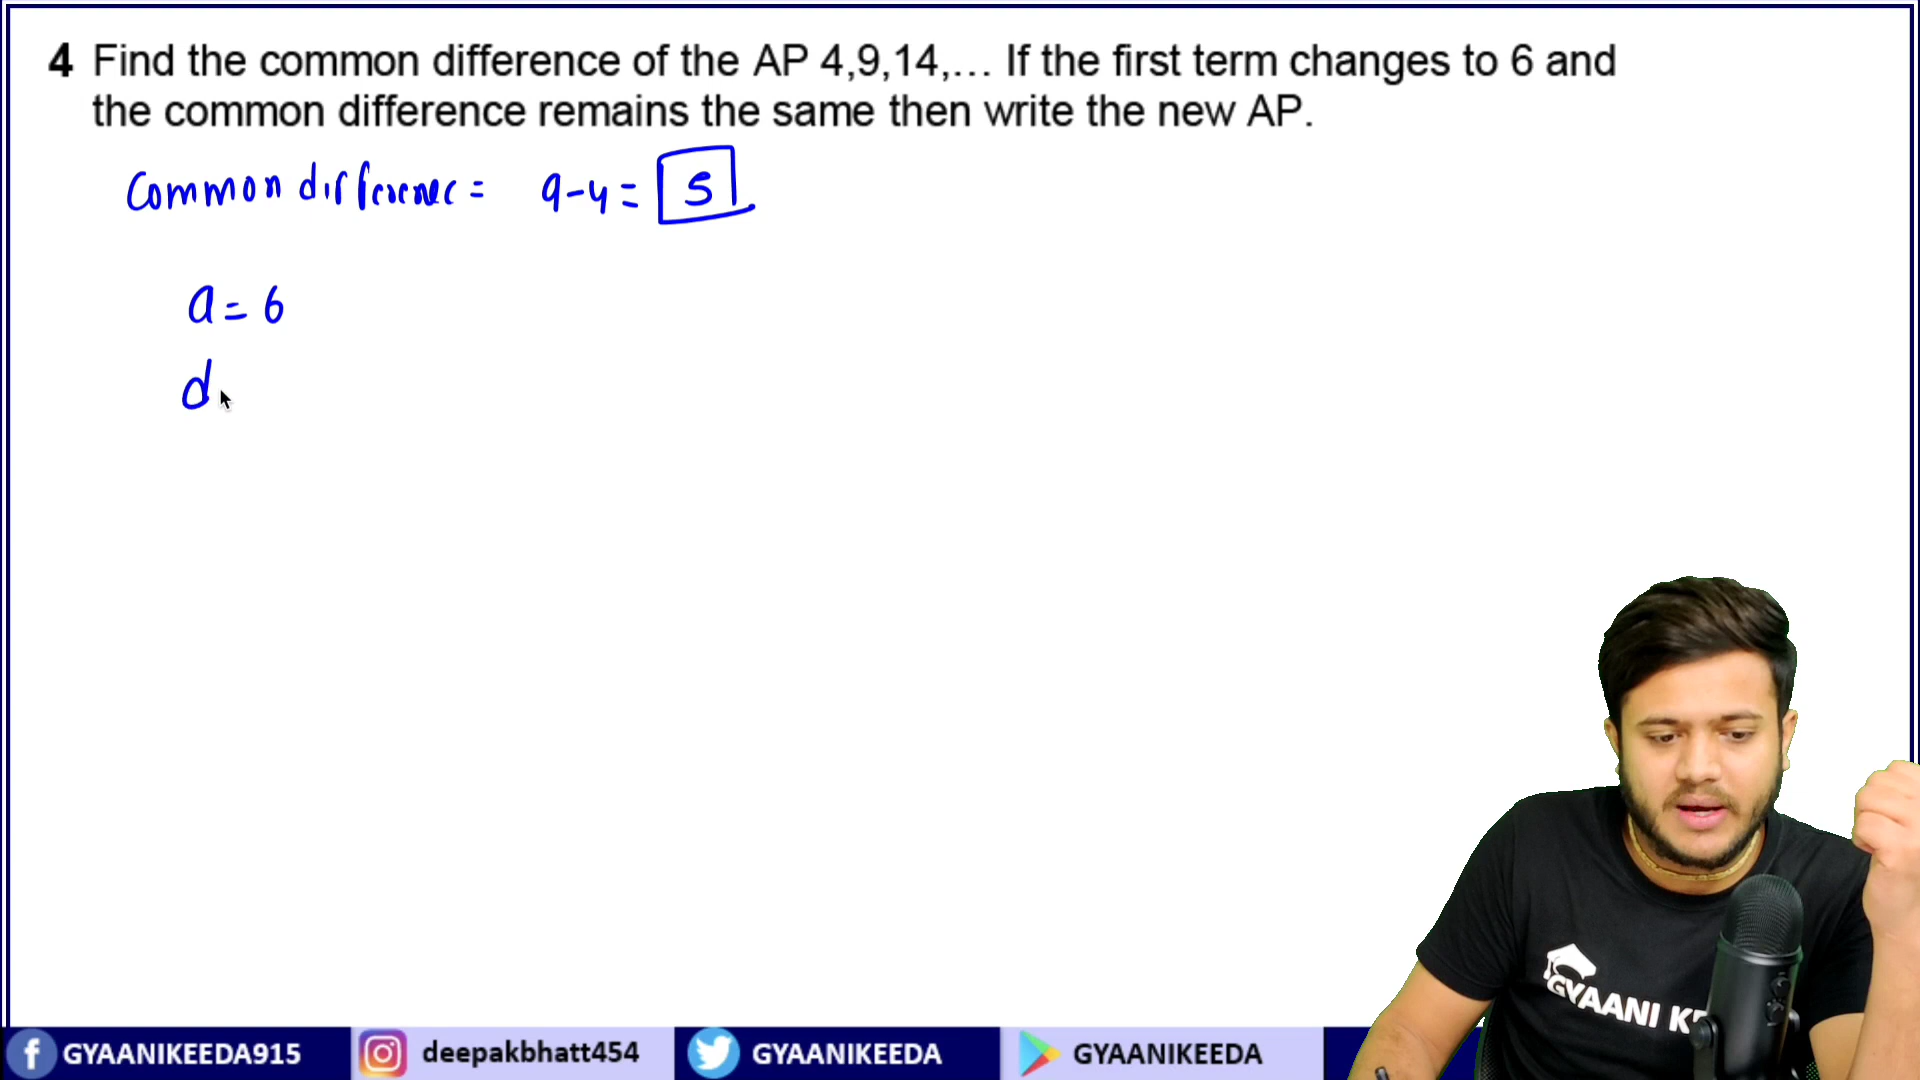 4 Find the common difference of the AP 4,9,14,... If the first term changes to 6 and
the common difference remains the same then write the new AP.
Common difference = 9-4 = 5
a = 6
d
GYAANI KE
GYAANIKEEDA915 deepakbhatt454 GYAANIKEEDA GYAANIKEEDA